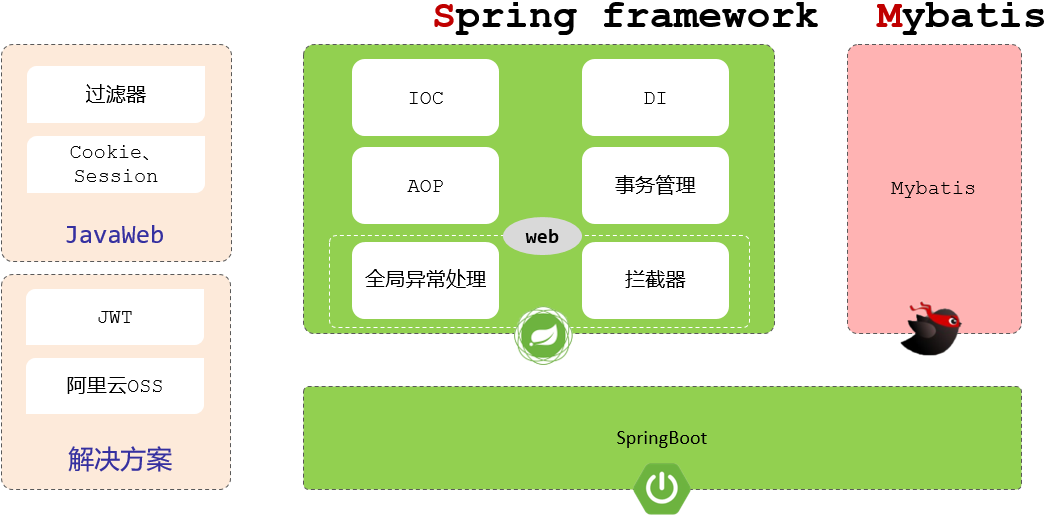 Spring framework
Mybatis
过滤器
Cookie、
Session
JavaWeb
JWT
阿里云OSS
解决方案
IOC
DI
AOP
事务管理
web
全局异常处理
拦截器
Mybatis
SpringBoot